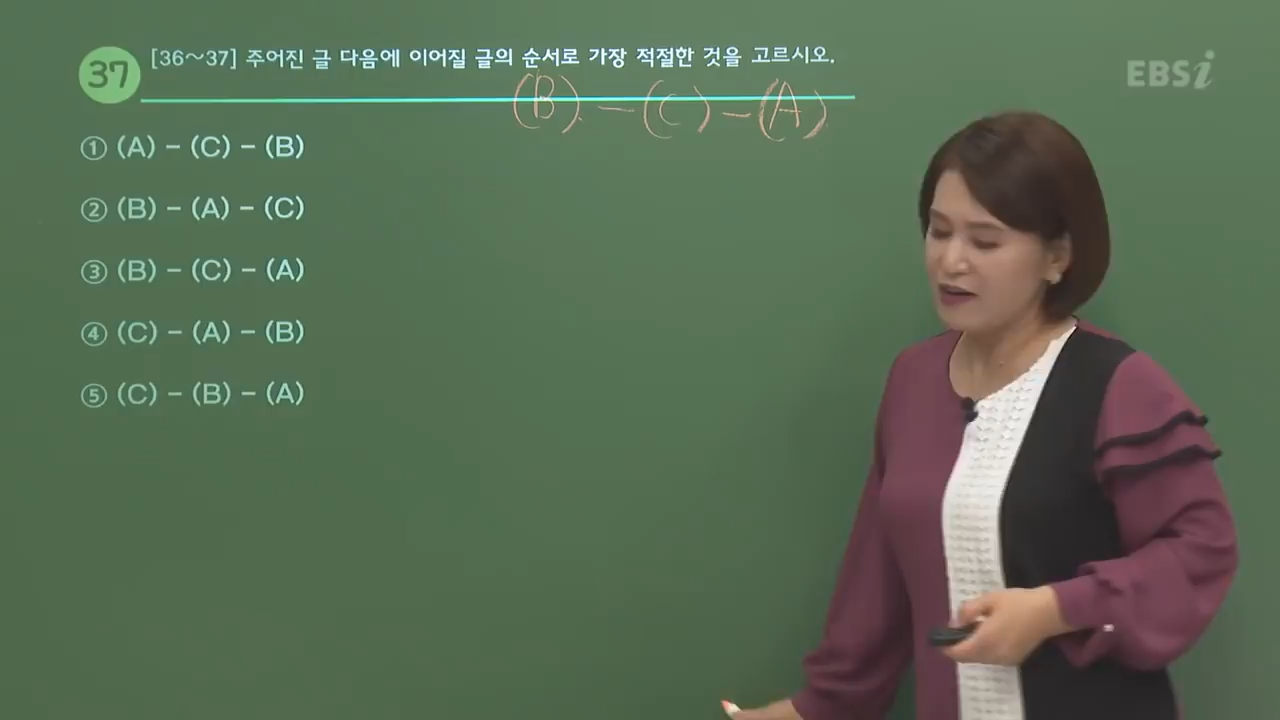 37 [36~37] 주어진 글 다음에 이어질 글의 순서로 가장 적절한 것을 고르시오.
EBSi
(B) - (C) - (A)
① (A) - (C) - (B)
② (B) - (A) - (C)
③ (B) - (C) - (A)
④ (C) - (A) - (B)
⑤ (C) - (B) - (A)